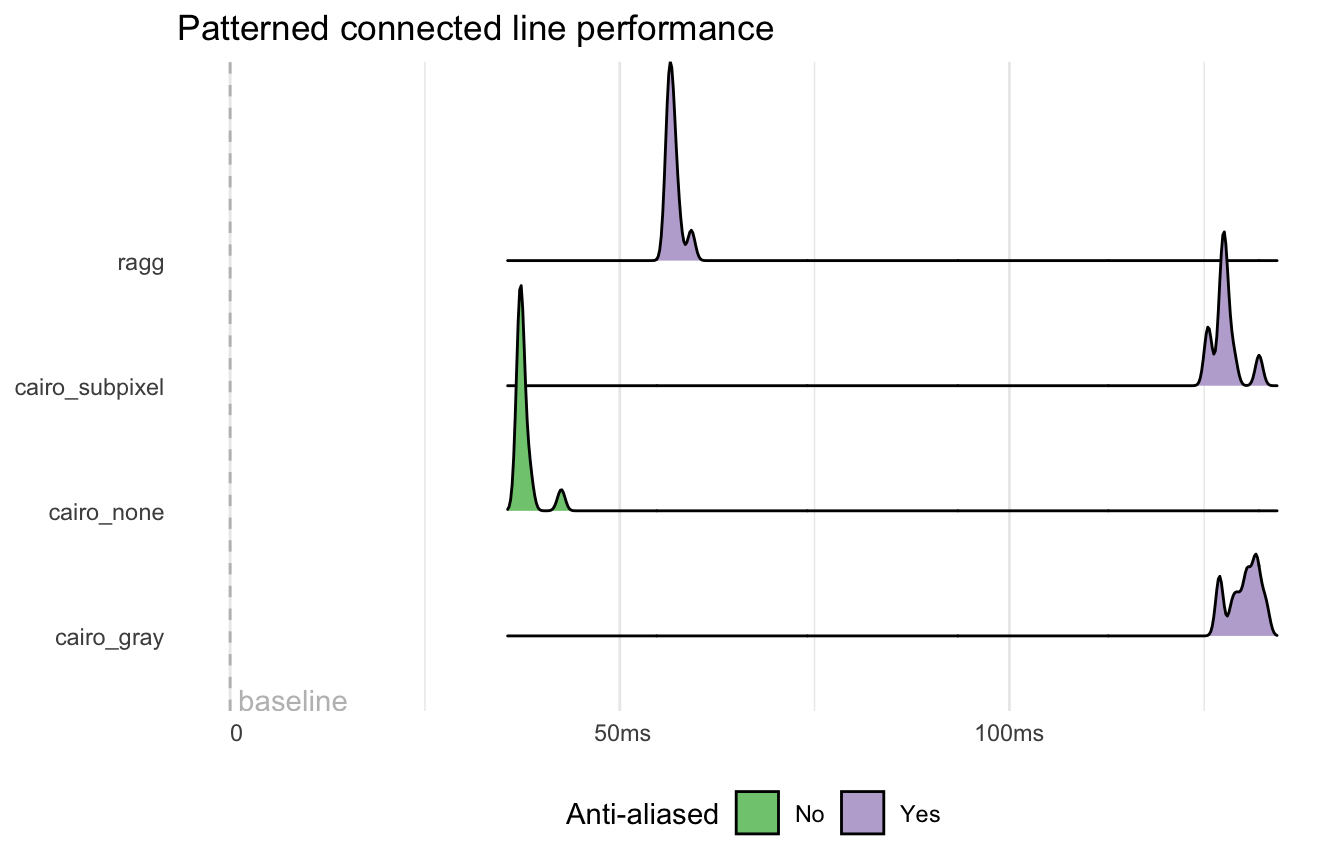 Patterned connected line performance
ragg
cairo_subpixel
cairo_none
cairo_gray
baseline
0 50ms 100ms
Anti-aliased No Yes